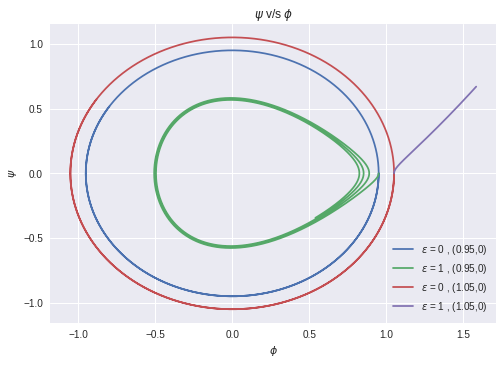 ψ v/s ϕ
1.0
0.5
0.0
−0.5
−1.0
ψ
−1.0 −0.5 0.0 0.5 1.0 1.5
ϕ
ε = 0 , (0.95,0)
ε = 1 , (0.95,0)
ε = 0 , (1.05,0)
ε = 1 , (1.05,0)